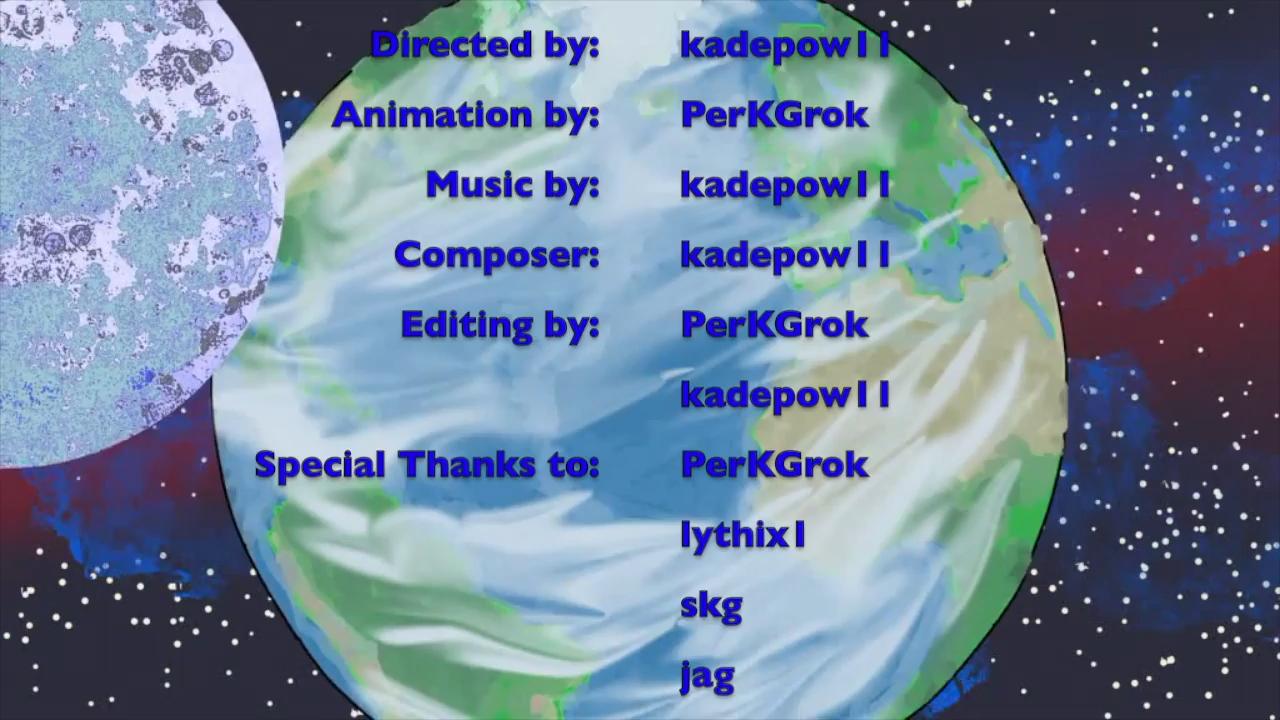 Directed by: kadepow11
Animation by: PerKGrok
Music by: kadepow11
Composer: kadepow11
Editing by: PerKGrok
kadepow11
Special Thanks to: PerKGrok
lythix1
skg
jag